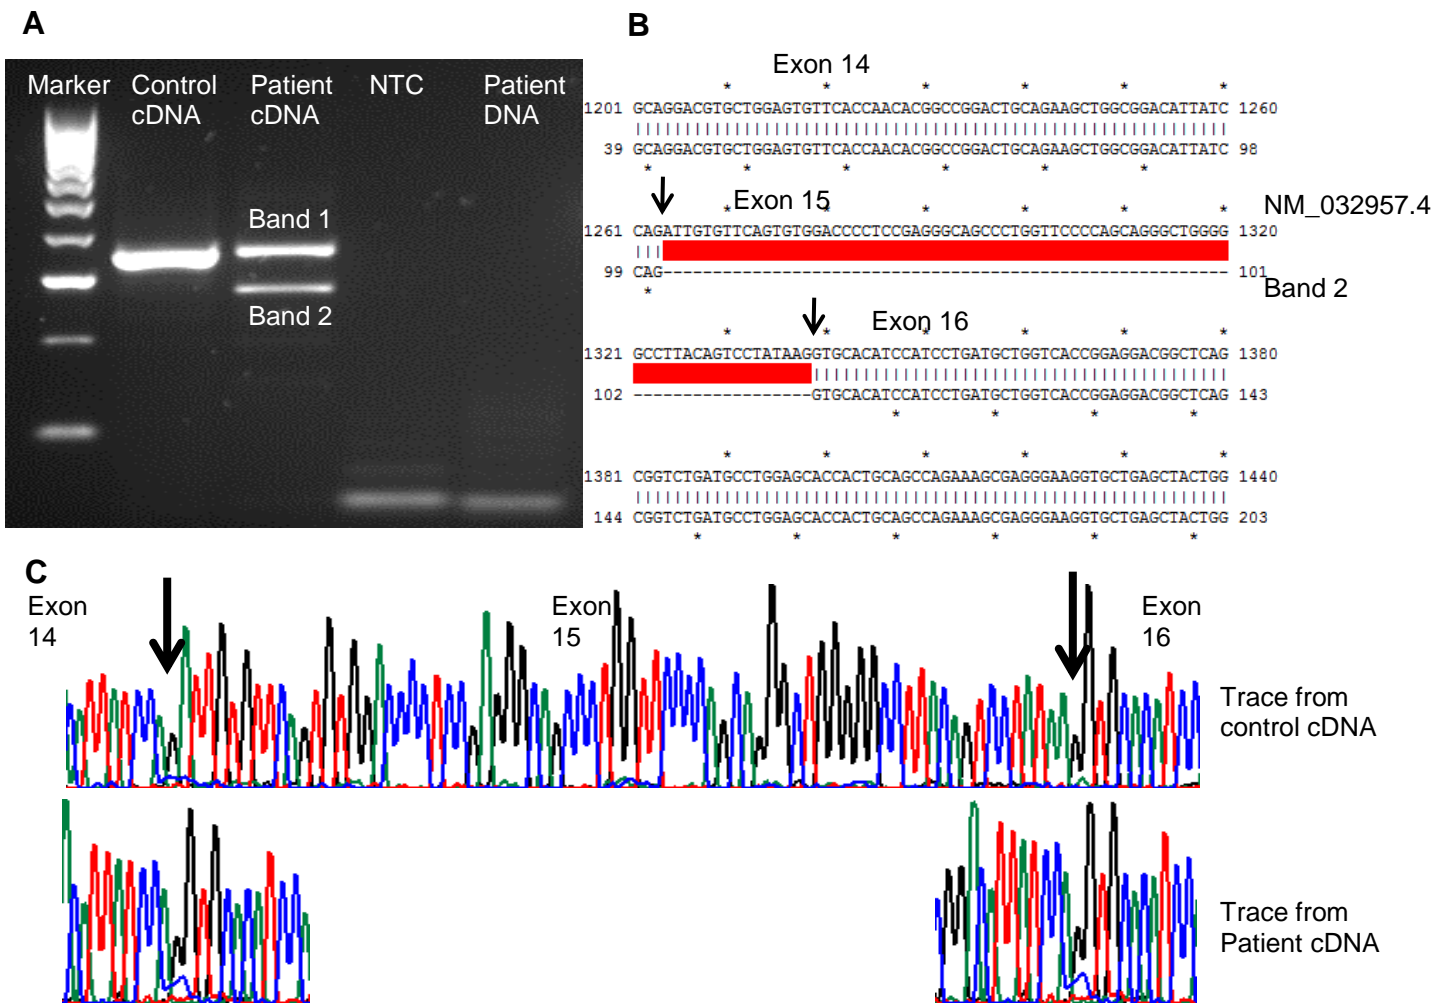 A
Marker Control cDNA Patient cDNA NTC Patient DNA
Band 1
Band 2
B
Exon 14
* * * * * *
1201 GCAGGACGTGCTGGAGTGTTCACCAACACGGCCGGACTGCAGAAGCTGGCGGACATTATC 1260
39 GCAGGACGTGCTGGAGTGTTCACCAACACGGCCGGACTGCAGAAGCTGGCGGACATTATC 98
* * * * * *
Exon 15
* * * * * *
NM_032957.4
1261 CAGATTGTGTTCAGTGTGGACCCCTCCGAGGGCAGCCCTGGTTCCCCAGCAGGGCTGGGG 1320
99 CAG--------------------------------------------------------- 101
*
Band 2
Exon 16
* * * * * *
1321 GCCTTACAGTCCTATAAGGTGCACATCCATCCTGATGCTGGTCACCGGAGGACGGCTCAG 1380
102 ------------------GTGCACATCCATCCTGATGCTGGTCACCGGAGGACGGCTCAG 143
* * * *
* * * * * *
1381 CGGTCTGATGCCTGGAGCACCACTGCAGCCAGAAAGCGAGGGAAGGTGCTGAGCTACTGG 1440
144 CGGTCTGATGCCTGGAGCACCACTGCAGCCAGAAAGCGAGGGAAGGTGCTGAGCTACTGG 203
* * * * * *
C
Exon 14
Exon 15
Exon 16
Trace from
control cDNA
Trace from
Patient cDNA